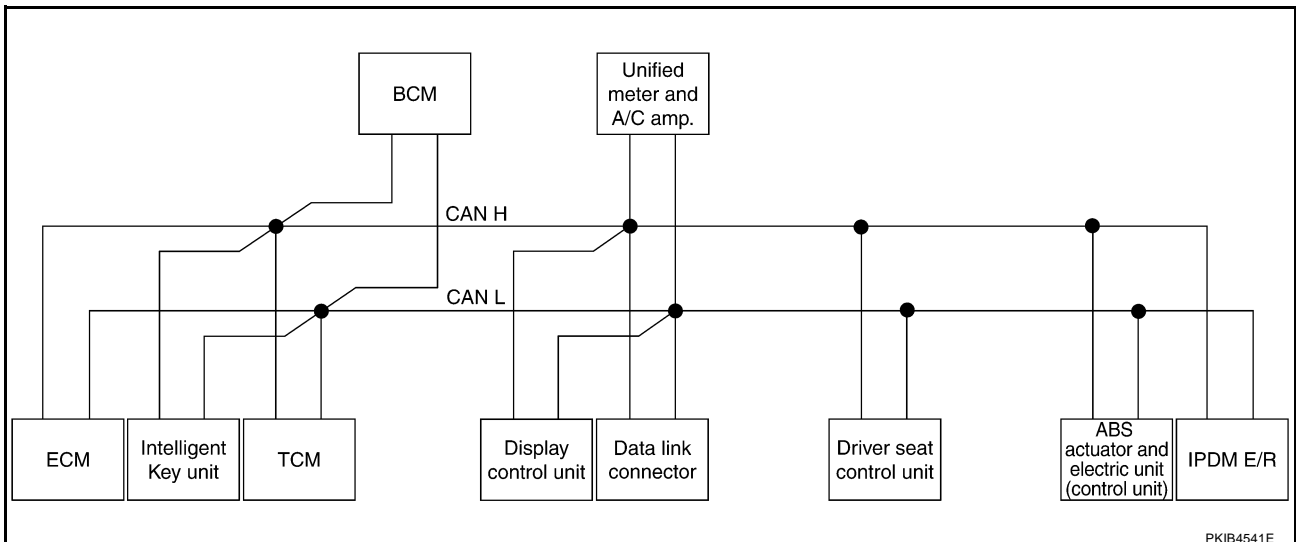 BCM
Unified
meter and
A/C amp.
CAN H
CAN L
ECM
Intelligent
Key unit
TCM
Display
control unit
Data link
connector
Driver seat
control unit
ABS
actuator and
electric unit
(control unit)
IPDM E/R
PKIB4541E